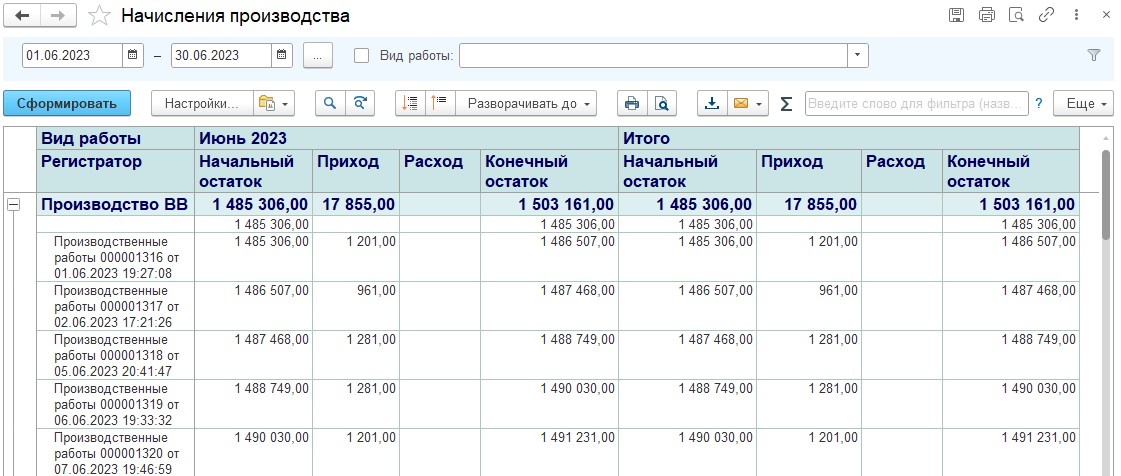 Начисления производства
01.06.2023 – 30.06.2023 ... Вид работы:
Сформировать Настройки... Разворачивать до Σ Введите слово для фильтра (назв... ? Еще
Вид работы Июнь 2023 Итого
Регистратор Начальный остаток Приход Расход Конечный остаток Начальный остаток Приход Расход Конечный остаток
Производство ВВ 1 485 306,00 17 855,00 1 503 161,00 1 485 306,00 17 855,00 1 503 161,00
1 485 306,00 1 485 306,00 1 485 306,00 1 485 306,00
Производственные 1 485 306,00 1 201,00 1 486 507,00 1 485 306,00 1 201,00 1 486 507,00
работы 000001316 от
01.06.2023 19:27:08
Производственные 1 486 507,00 961,00 1 487 468,00 1 486 507,00 961,00 1 487 468,00
работы 000001317 от
02.06.2023 17:21:26
Производственные 1 487 468,00 1 281,00 1 488 749,00 1 487 468,00 1 281,00 1 488 749,00
работы 000001318 от
05.06.2023 20:41:47
Производственные 1 488 749,00 1 281,00 1 490 030,00 1 488 749,00 1 281,00 1 490 030,00
работы 000001319 от
06.06.2023 19:33:32
Производственные 1 490 030,00 1 201,00 1 491 231,00 1 490 030,00 1 201,00 1 491 231,00
работы 000001320 от
07.06.2023 19:46:59